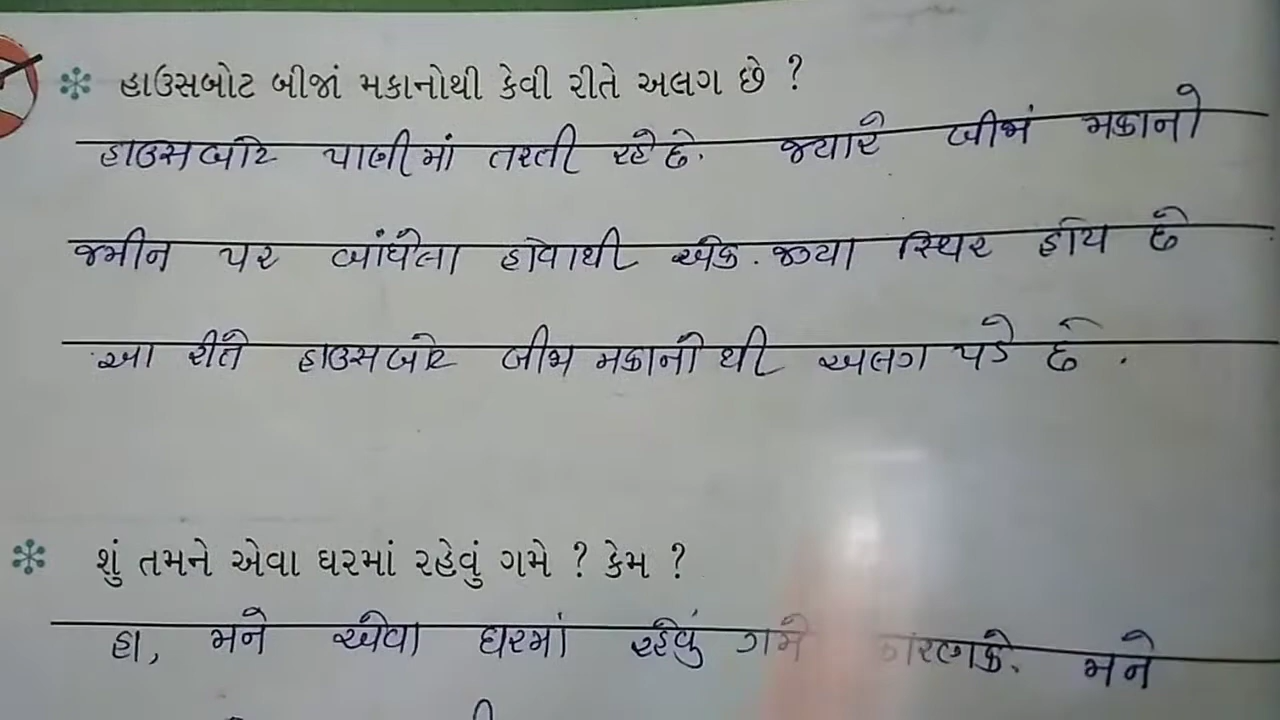 હાઉસબોટ બીજાં મકાનોથી કેવી રીતે અલગ છે ?
હાઉસબોટ પાણીમાં તરતી રહે છે. જ્યારે બીજાં મકાનો
જમીન પર બાંધેલા હોવાથી એક જગ્યા સ્થિર હોય છે
આ રીતે હાઉસબોટ બીજા મકાનો થી અલગ પડે છે .
શું તમને એવા ઘરમાં રહેવું ગમે ? કેમ ?
હા, મને એવા ઘરમાં રહેવું ગમે કારણકે. મને